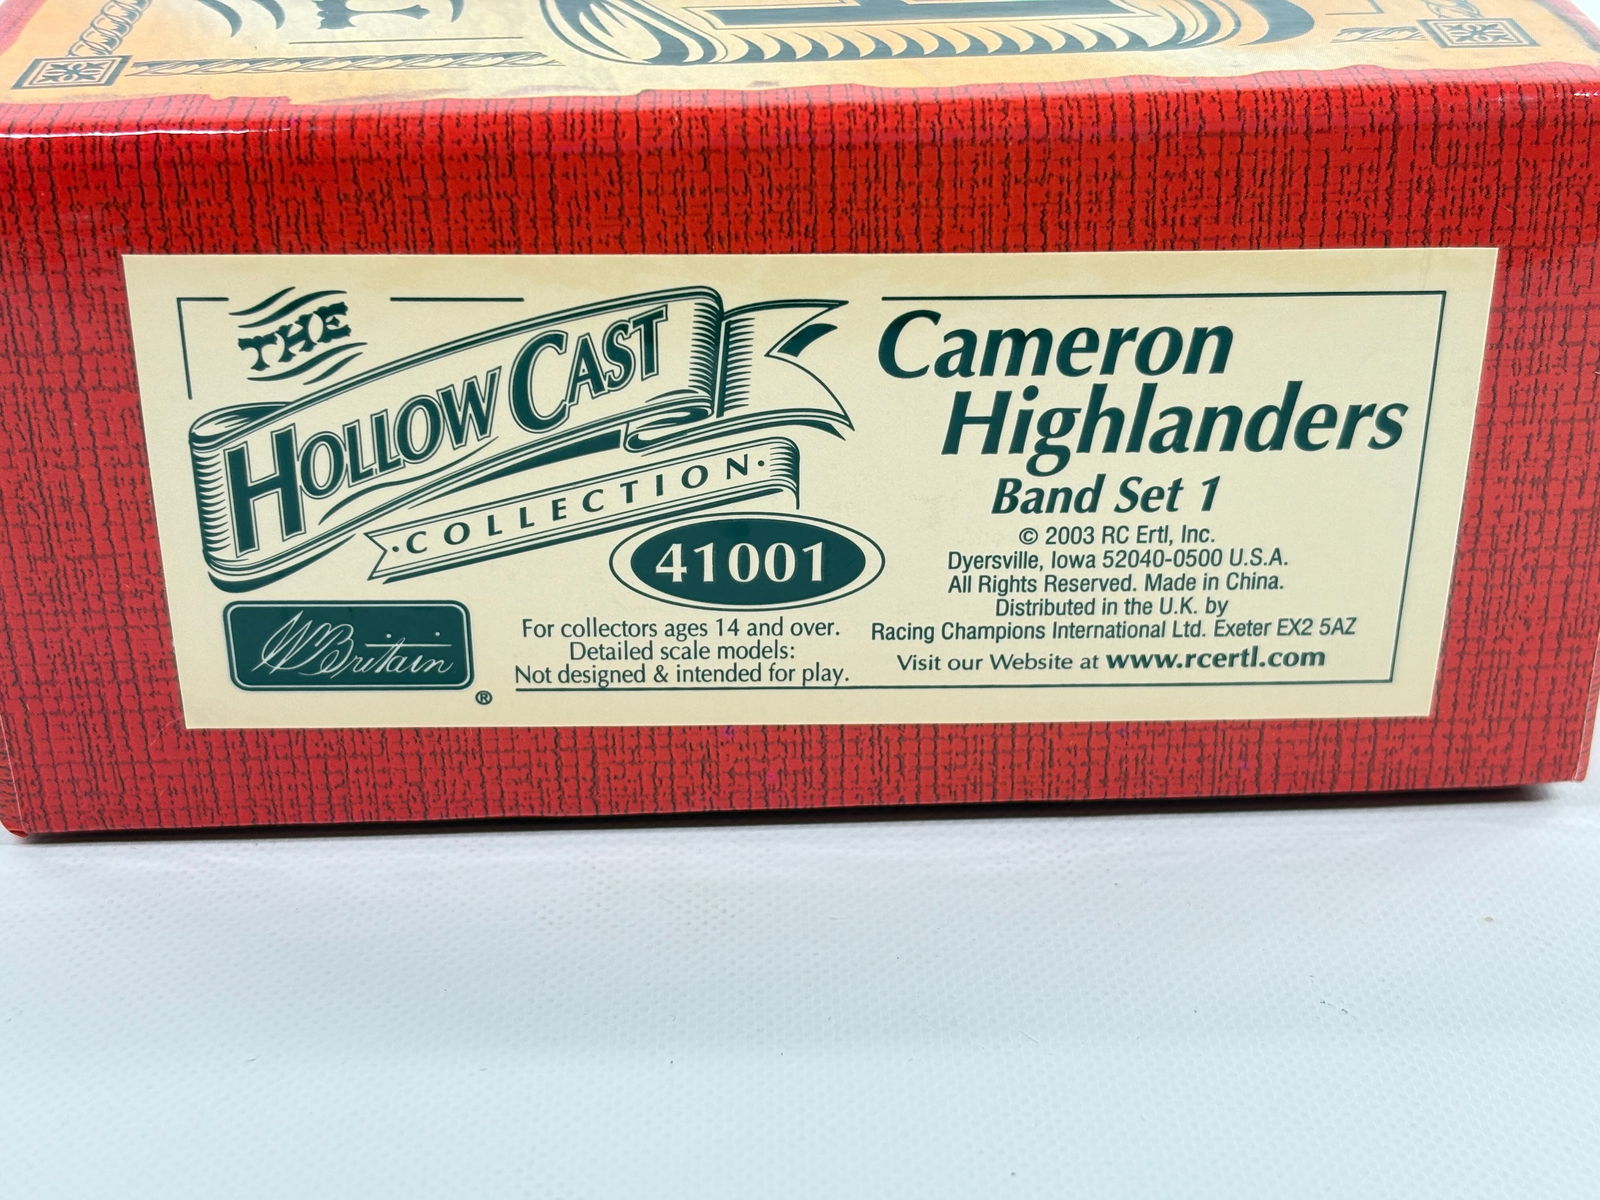 THE
HOLLOW CAST
·COLLECTION·
41001
W Britain
®
For collectors ages 14 and over.
Detailed scale models:
Not designed & intended for play.
Cameron
Highlanders
Band Set 1
© 2003 RC Ertl, Inc.
Dyersville, Iowa 52040-0500 U.S.A.
All Rights Reserved. Made in China.
Distributed in the U.K. by
Racing Champions International Ltd. Exeter EX2 5AZ
Visit our Website at www.rcertl.com